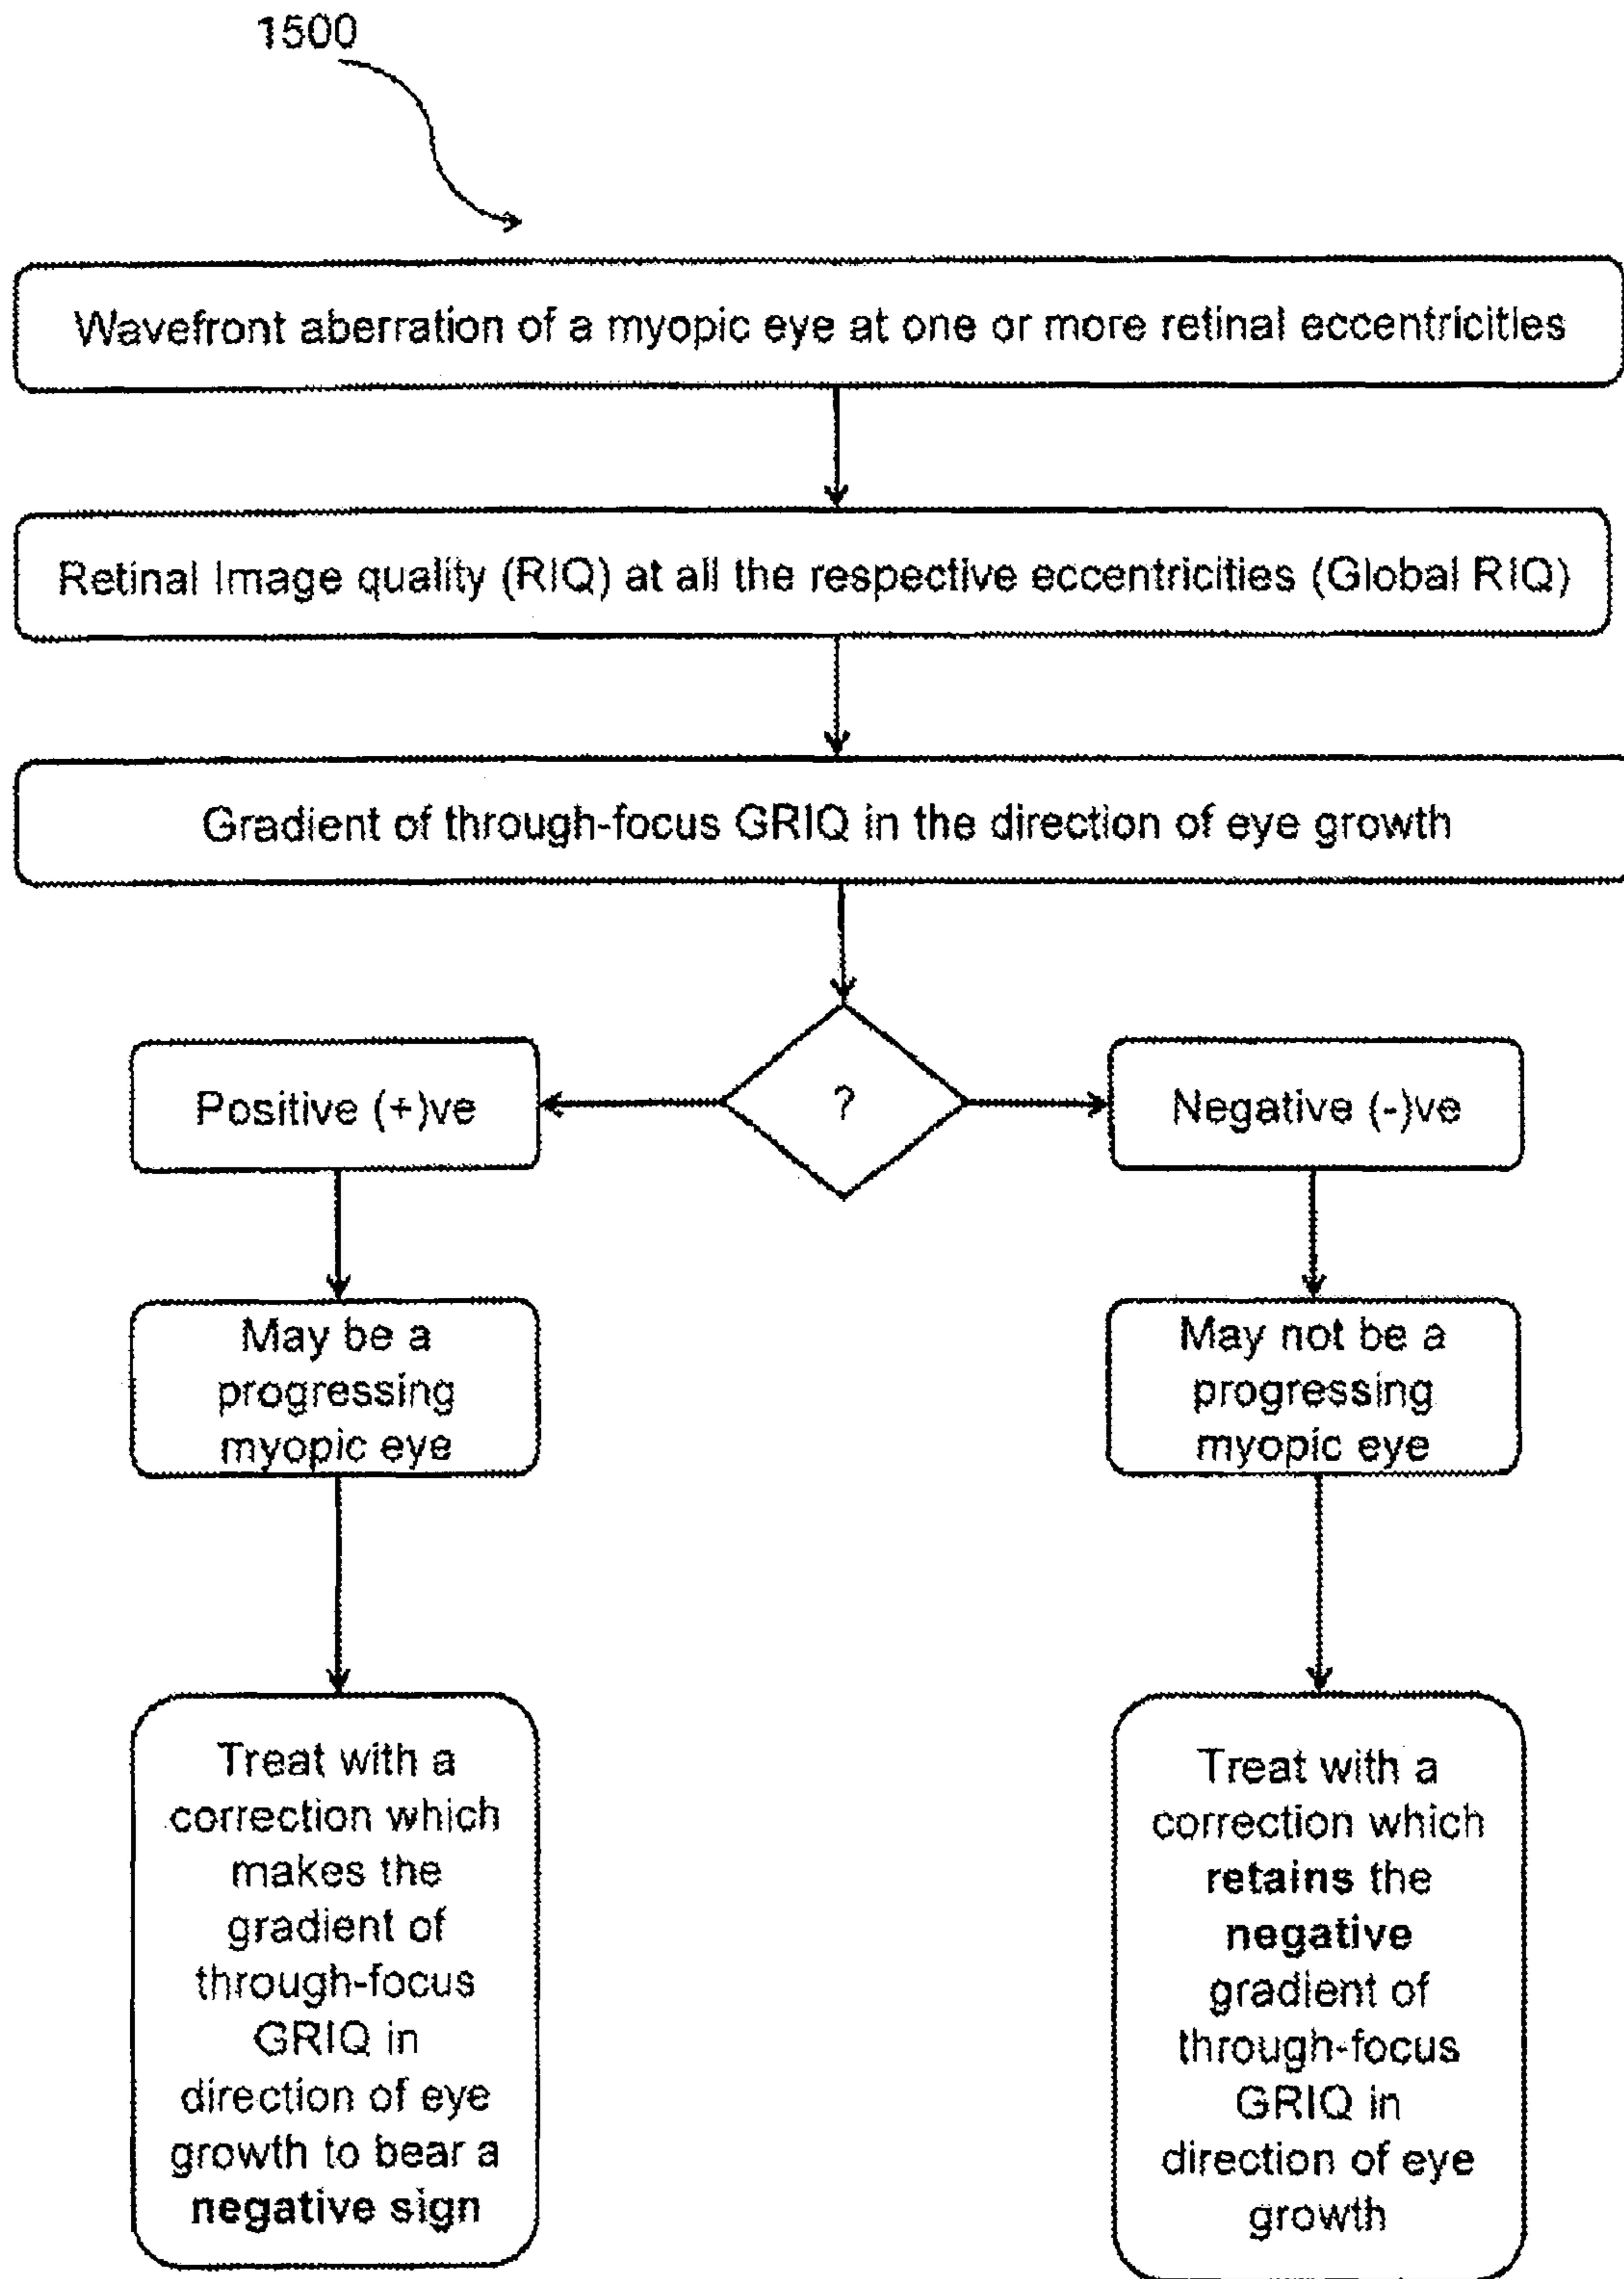 1500
Wavefront aberration of a myopic eye at one or more retinal eccentricities
Retinal Image quality (RIQ) at all the respective eccentricities (Global RIQ)
Gradient of through-focus GRIQ in the direction of eye growth
?
Positive (+)ve
May be a
progressing
myopic eye
Treat with a
correction which
makes the
gradient of
through-focus
GRIQ in
direction of eye
growth to bear a
negative sign
Negative (-)ve
May not be a
progressing
myopic eye
Treat with a
correction which
retains the
negative
gradient of
through-focus
GRIQ in
direction of eye
growth